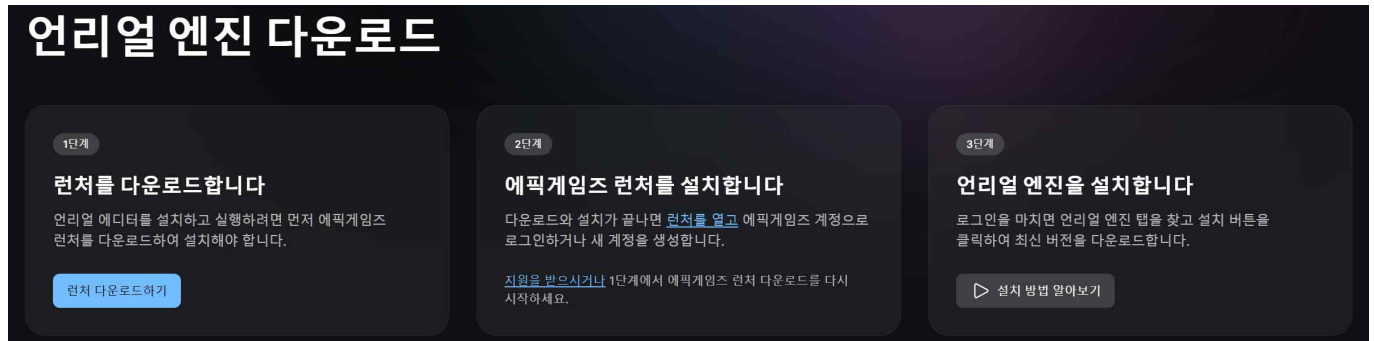 언리얼 엔진 다운로드
1단계
런처를 다운로드합니다
언리얼 에디터를 설치하고 실행하려면 먼저 에픽게임즈
런처를 다운로드하여 설치해야 합니다.
런처 다운로드하기
2단계
에픽게임즈 런처를 설치합니다
다운로드와 설치가 끝나면 런처를 열고 에픽게임즈 계정으로
로그인하거나 새 계정을 생성합니다.
지원을 받으시거나 1단계에서 에픽게임즈 런처 다운로드를 다시
시작하세요.
3단계
언리얼 엔진을 설치합니다
로그인을 마치면 언리얼 엔진 탭을 찾고 설치 버튼을
클릭하여 최신 버전을 다운로드합니다.
설치 방법 알아보기